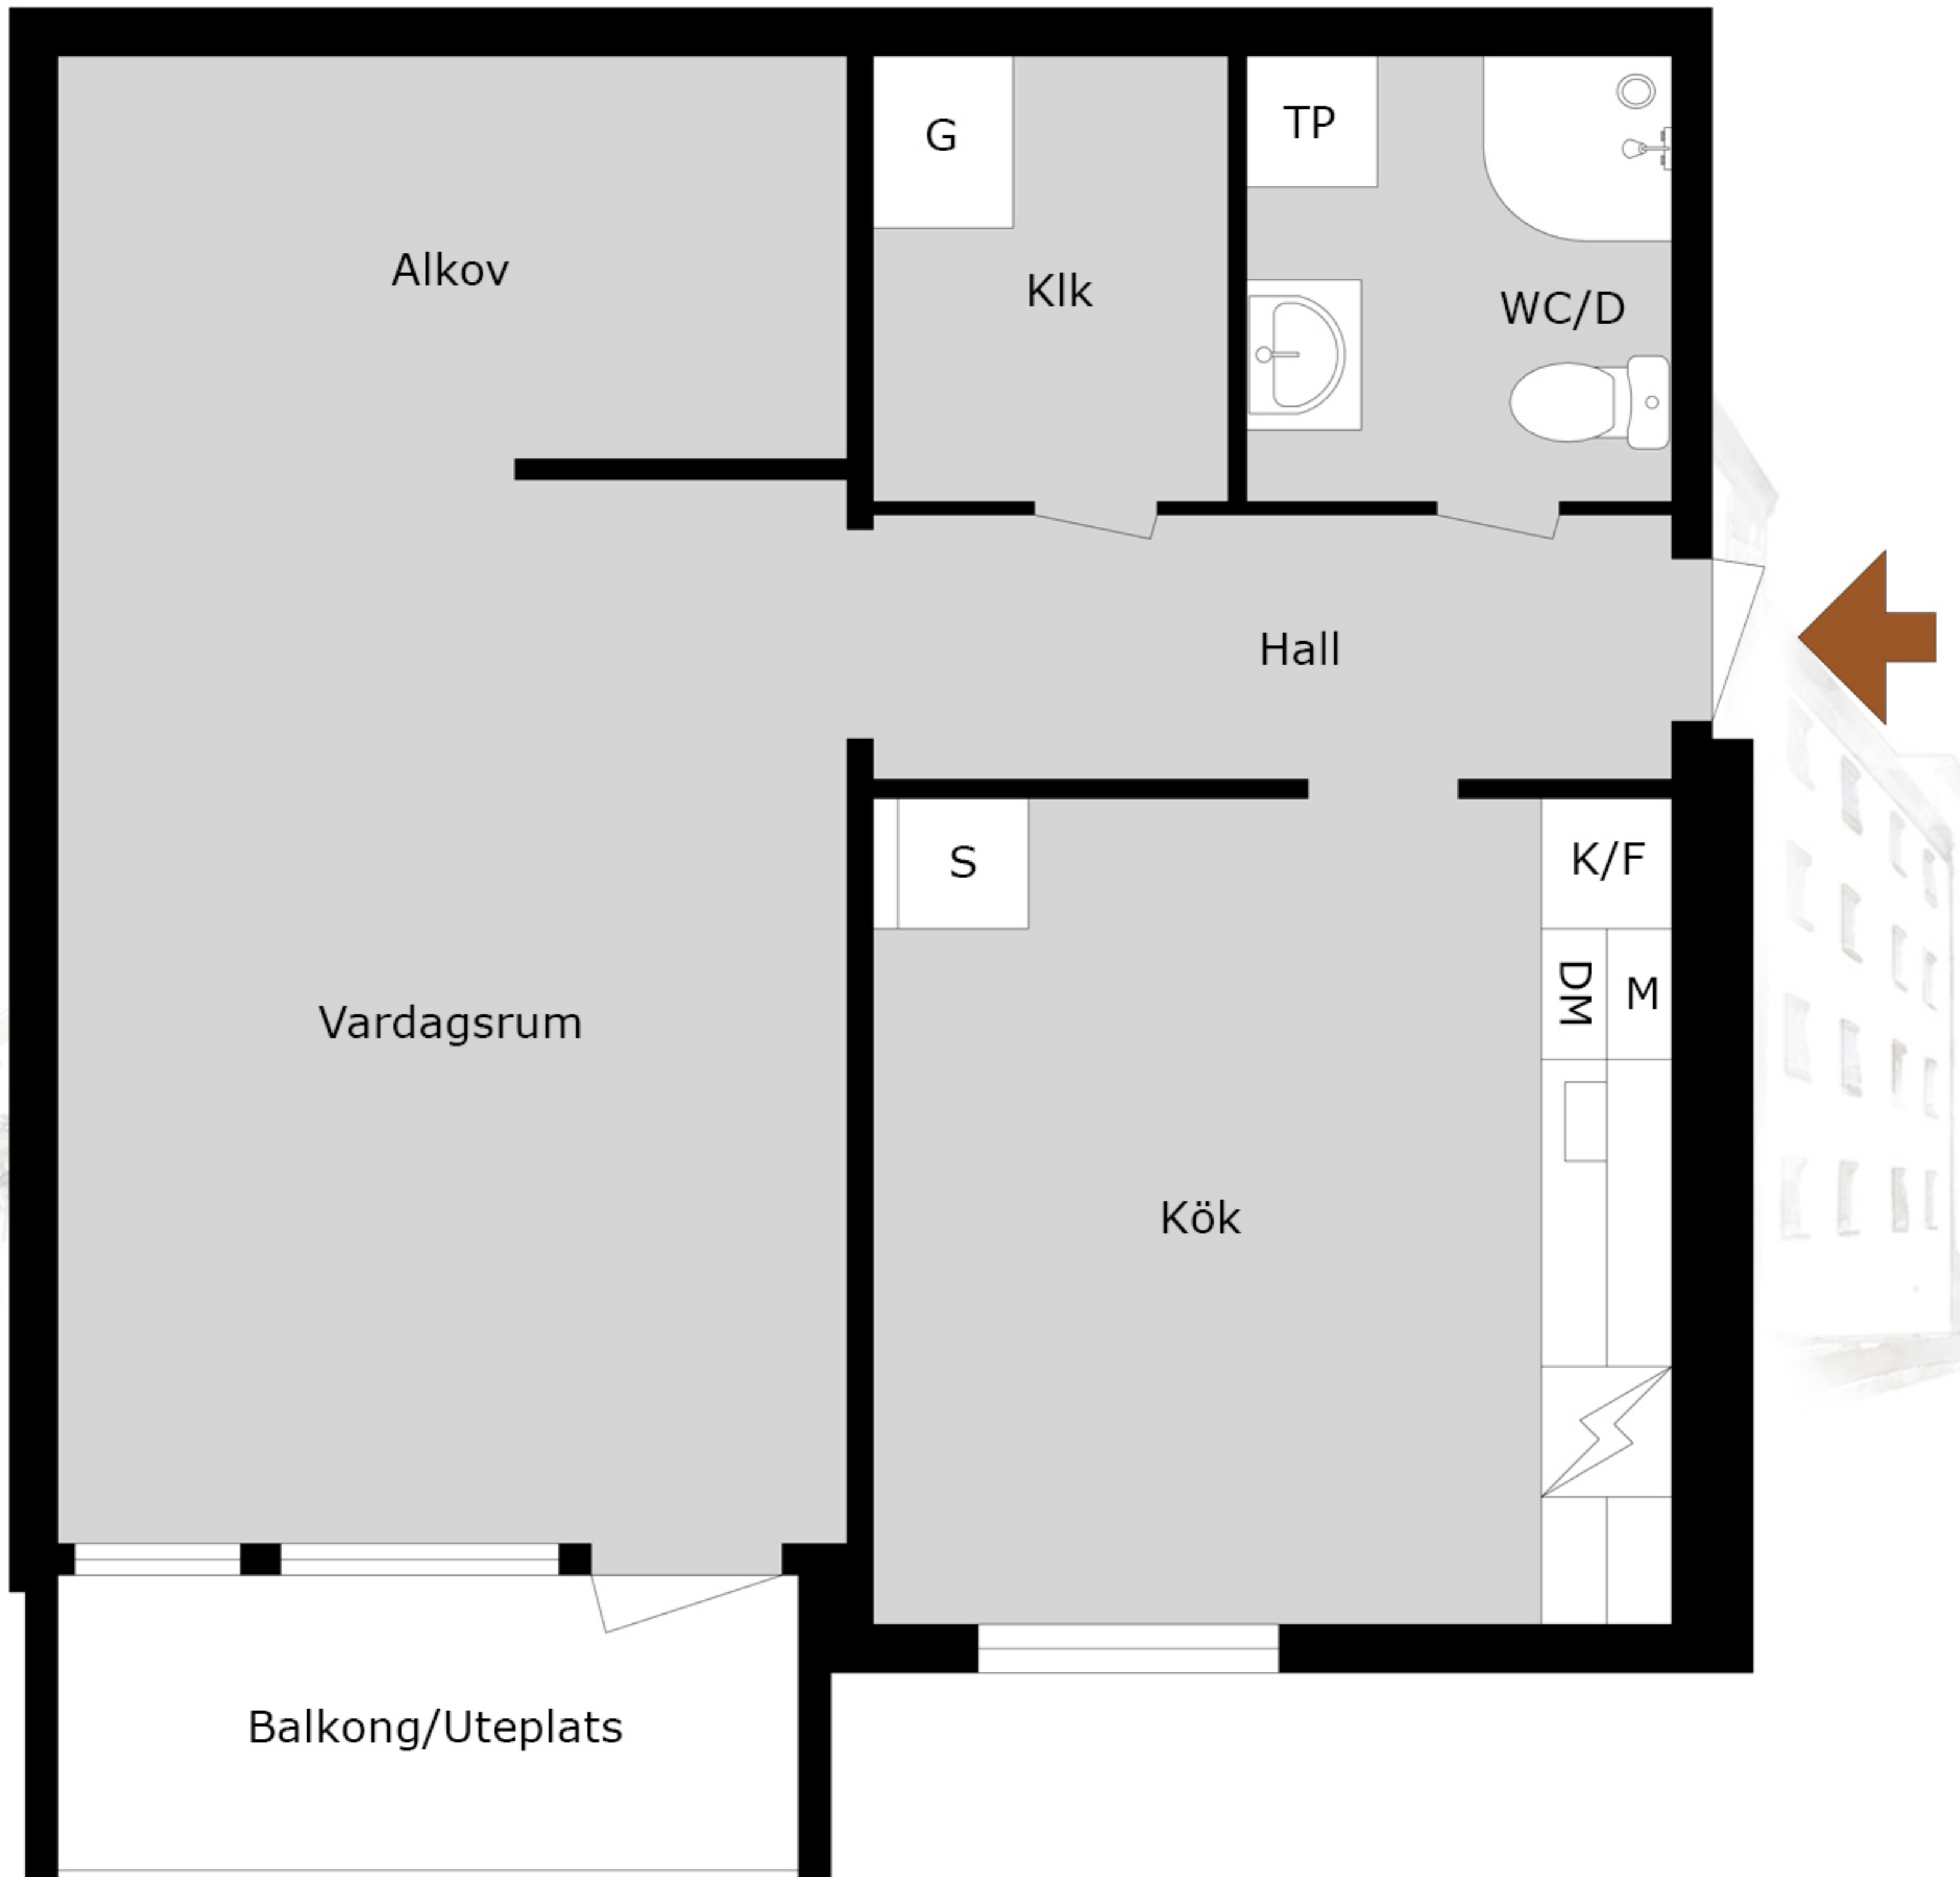 G
TP
Alkov
Klk
WC/D
Hall
S
K/F
DM
M
Vardagsrum
Kök
Balkong/Uteplats